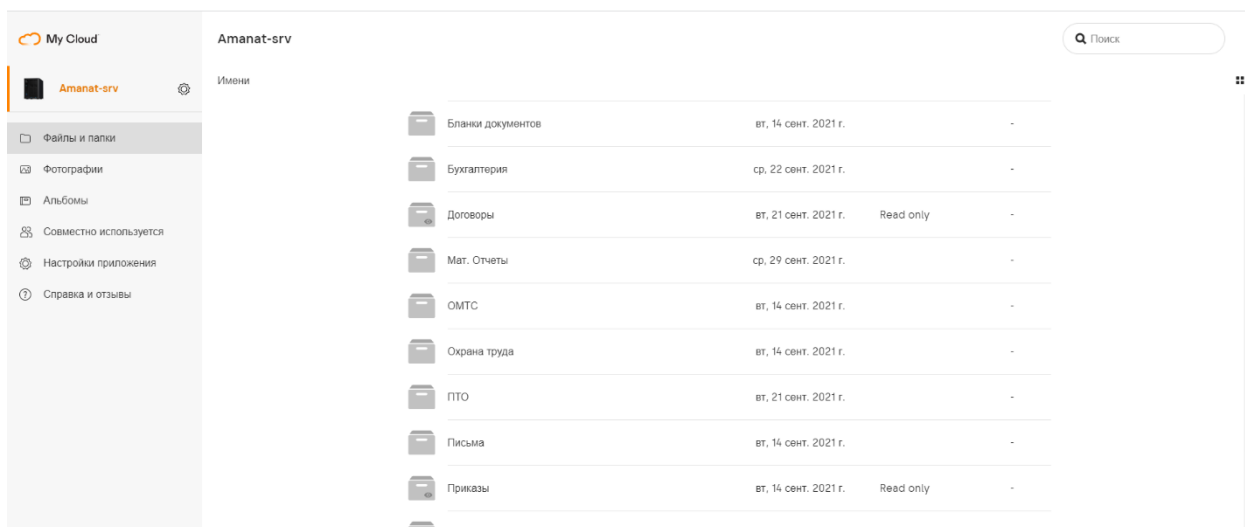 My Cloud
Amanat-srv
Поиск
Amanat-srv
Имени
Файлы и папки
Фотографии
Альбомы
Совместно используется
Настройки приложения
Справка и отзывы
Бланки документов вт, 14 сент. 2021 г. -
Бухгалтерия ср, 22 сент. 2021 г. -
Договоры вт, 21 сент. 2021 г. Read only -
Мат. Отчеты ср, 29 сент. 2021 г. -
ОМТС вт, 14 сент. 2021 г. -
Охрана труда вт, 14 сент. 2021 г. -
ПТО вт, 21 сент. 2021 г. -
Письма вт, 14 сент. 2021 г. -
Приказы вт, 14 сент. 2021 г. Read only -